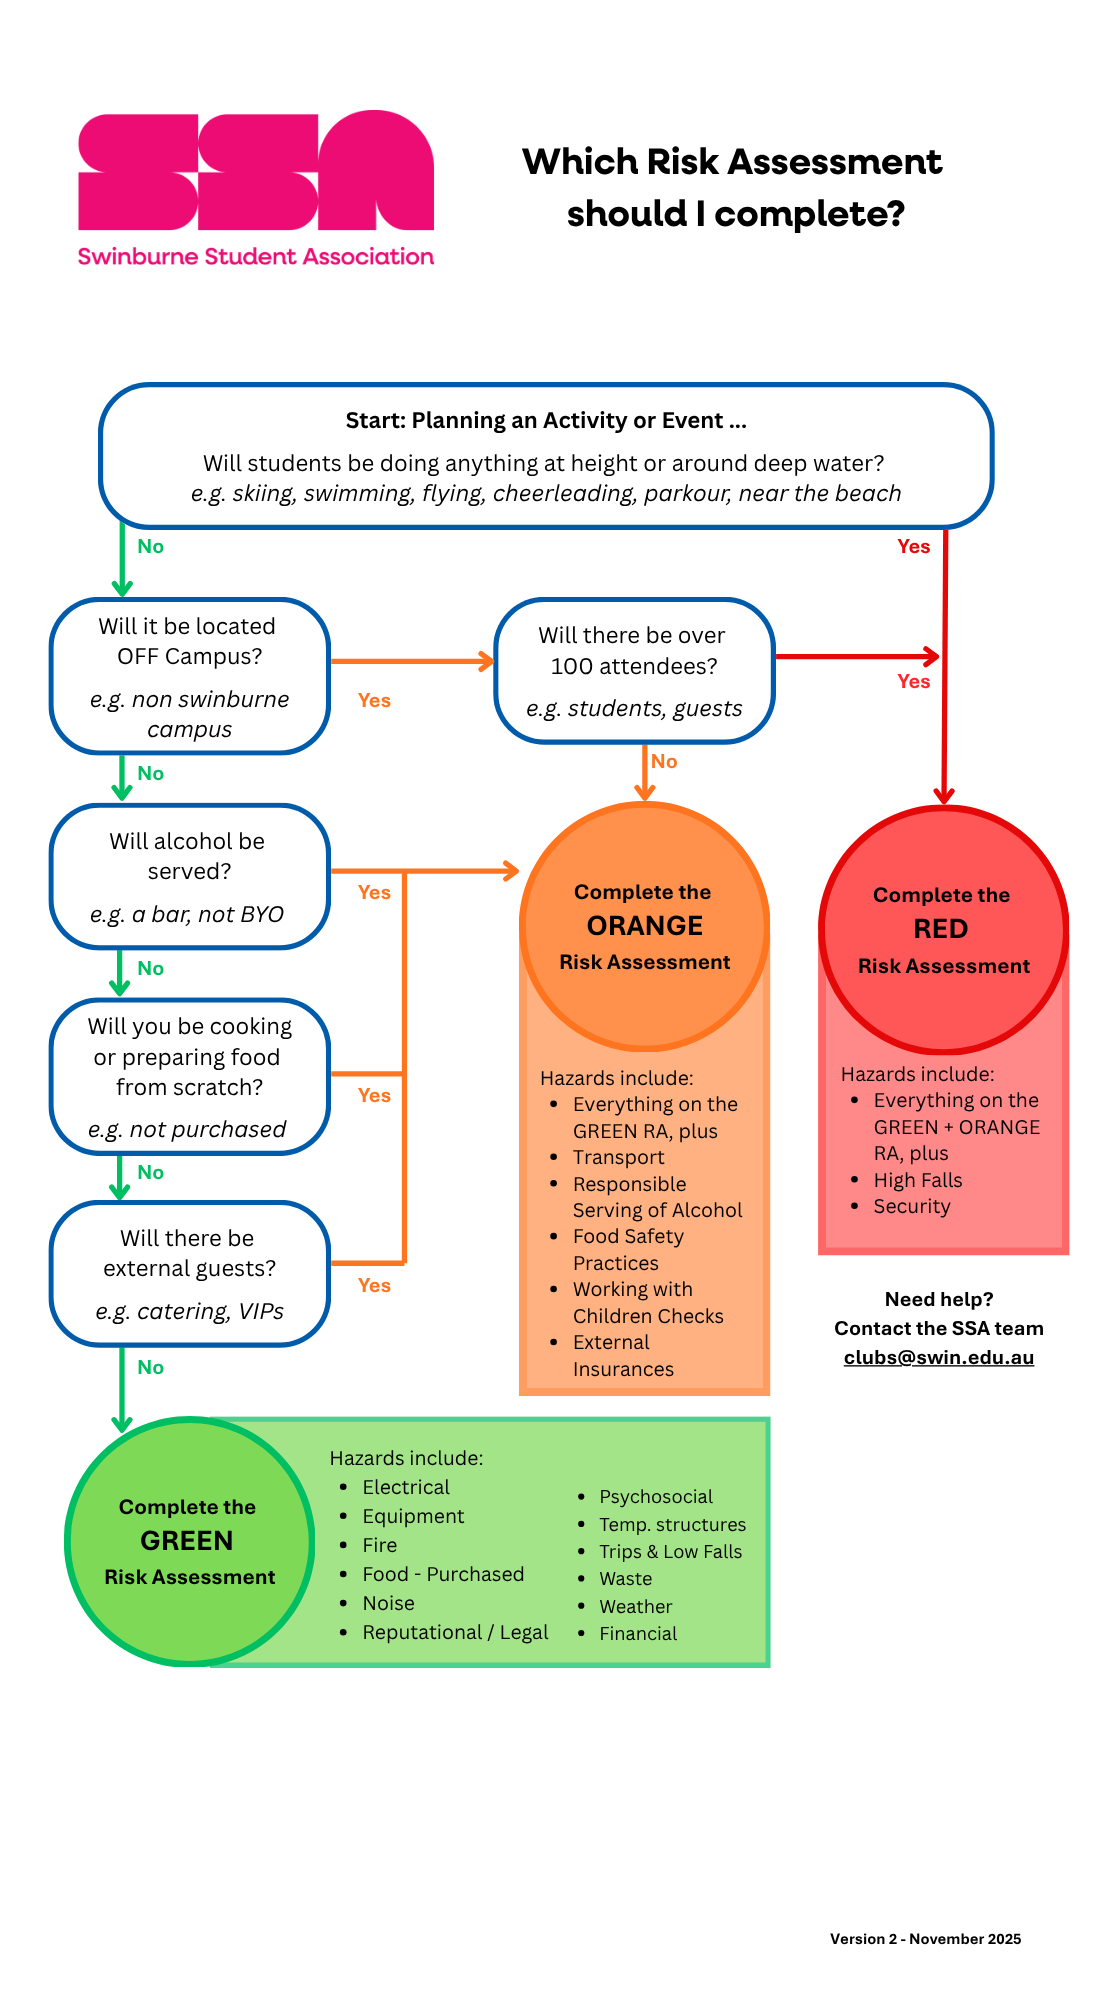 SSA
Swinburne Student Association
Which Risk Assessment
should I complete?
Start: Planning an Activity or Event ...
Will students be doing anything at height or around deep water?
e.g. skiing, swimming, flying, cheerleading, parkour, near the beach
No
Yes
Will it be located
OFF Campus?
e.g. non swinburne
campus
Yes
Will there be over
100 attendees?
e.g. students, guests
Yes
No
No
Will alcohol be
served?
e.g. a bar, not BYO
Yes
No
Will you be cooking
or preparing food
from scratch?
e.g. not purchased
Yes
No
Will there be
external guests?
e.g. catering, VIPs
Yes
No
Complete the
ORANGE
Risk Assessment
Hazards include:
• Everything on the
GREEN RA, plus
• Transport
• Responsible
Serving of Alcohol
• Food Safety
Practices
• Working with
Children Checks
• External
Insurances
Complete the
RED
Risk Assessment
Hazards include:
• Everything on the
GREEN + ORANGE
RA, plus
• High Falls
• Security
Need help?
Contact the SSA team
clubs@swin.edu.au
Complete the
GREEN
Risk Assessment
Hazards include:
• Electrical
• Equipment
• Fire
• Food - Purchased
• Noise
• Reputational / Legal
• Psychosocial
• Temp. structures
• Trips & Low Falls
• Waste
• Weather
• Financial
Version 2 - November 2025